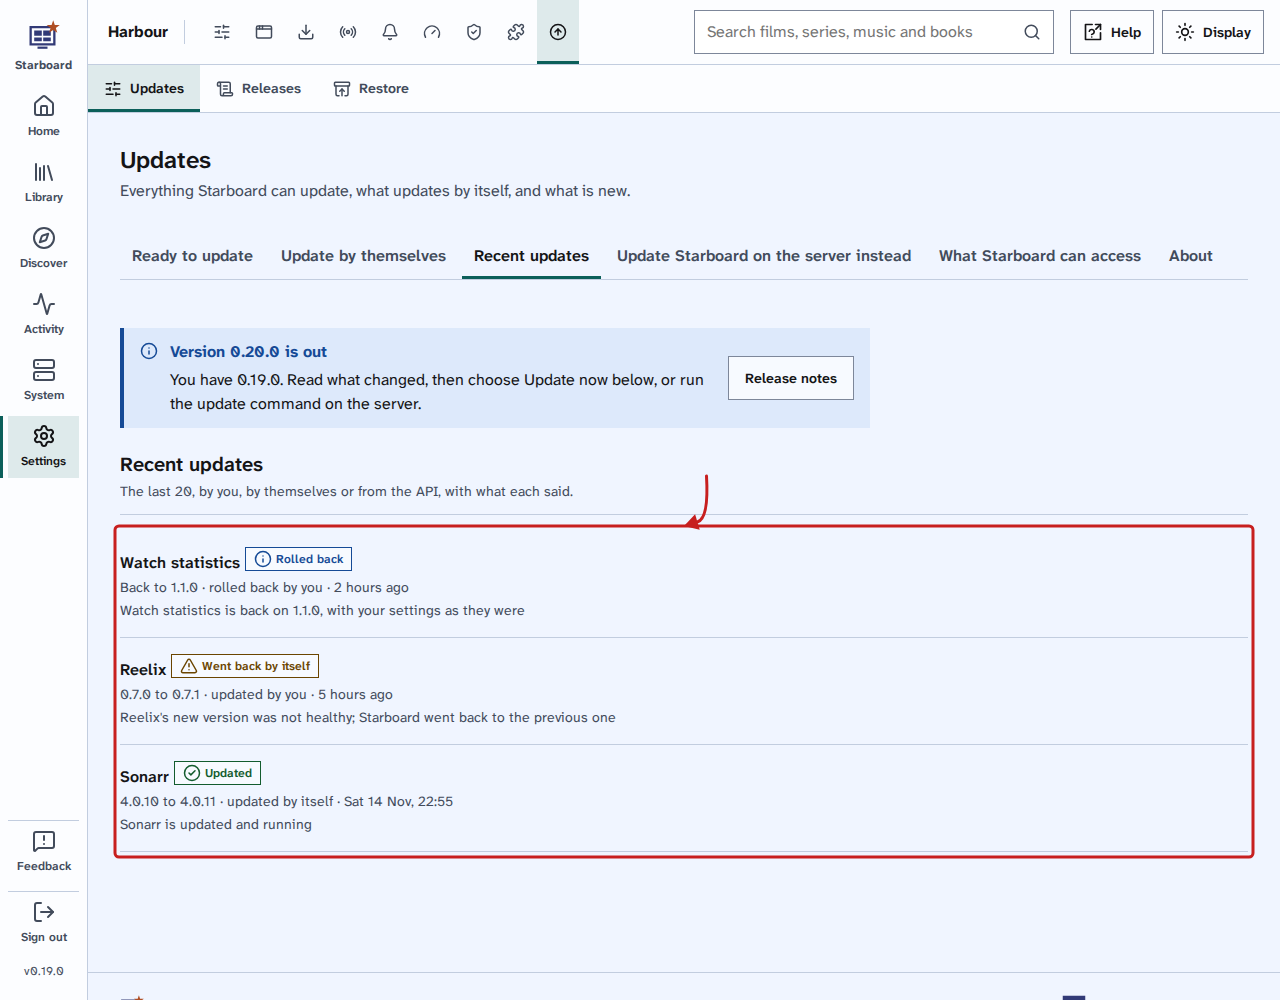 Starboard
Home
Library
Discover
Activity
System
Settings
Feedback
Sign out
v0.19.0
Harbour
Search films, series, music and books
Help
Display
Updates
Releases
Restore
Updates
Everything Starboard can update, what updates by itself, and what is new.
Ready to update
Update by themselves
Recent updates
Update Starboard on the server instead
What Starboard can access
About
Version 0.20.0 is out
You have 0.19.0. Read what changed, then choose Update now below, or run
the update command on the server.
Release notes
Recent updates
The last 20, by you, by themselves or from the API, with what each said.
Watch statistics Rolled back
Back to 1.1.0 · rolled back by you · 2 hours ago
Watch statistics is back on 1.1.0, with your settings as they were
Reelix Went back by itself
0.7.0 to 0.7.1 · updated by you · 5 hours ago
Reelix's new version was not healthy; Starboard went back to the previous one
Sonarr Updated
4.0.10 to 4.0.11 · updated by itself · Sat 14 Nov, 22:55
Sonarr is updated and running